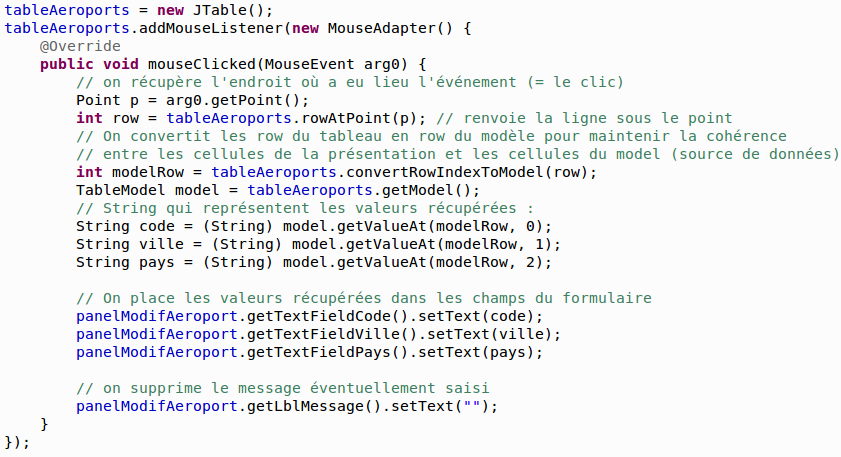 tableAeroports = new JTable();
tableAeroports.addMouseListener(new MouseAdapter() {
    @Override
    public void mouseClicked(MouseEvent arg0) {
        // on récupère l'endroit où a eu lieu l'événement (= le clic)
        Point p = arg0.getPoint();
        int row = tableAeroports.rowAtPoint(p); // renvoie la ligne sous le point
        // On convertit les row du tableau en row du modèle pour maintenir la cohérence
        // entre les cellules de la présentation et les cellules du model (source de données)
        int modelRow = tableAeroports.convertRowIndexToModel(row);
        TableModel model = tableAeroports.getModel();
        // String qui représentent les valeurs récupérées :
        String code = (String) model.getValueAt(modelRow, 0);
        String ville = (String) model.getValueAt(modelRow, 1);
        String pays = (String) model.getValueAt(modelRow, 2);

        // On place les valeurs récupérées dans les champs du formulaire
        panelModifAeroport.getTextFieldCode().setText(code);
        panelModifAeroport.getTextFieldVille().setText(ville);
        panelModifAeroport.getTextFieldPays().setText(pays);

        // on supprime le message éventuellement saisi
        panelModifAeroport.getLblMessage().setText("");
    }
});